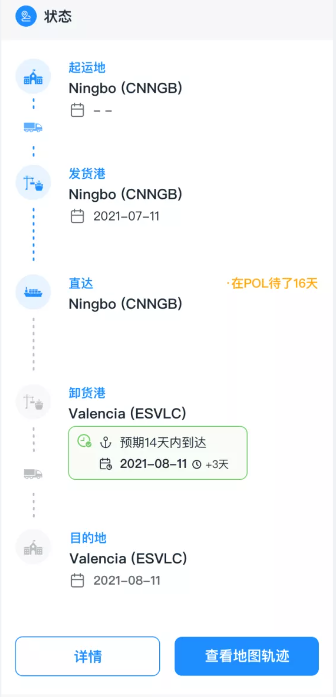 状态
起运地
Ningbo (CNNGB)
– –
发货港
Ningbo (CNNGB)
2021-07-11
直达
·在POL待了16天
Ningbo (CNNGB)
卸货港
Valencia (ESVLC)
预期14天内到达
2021-08-11 +3天
目的地
Valencia (ESVLC)
2021-08-11
详情
查看地图轨迹